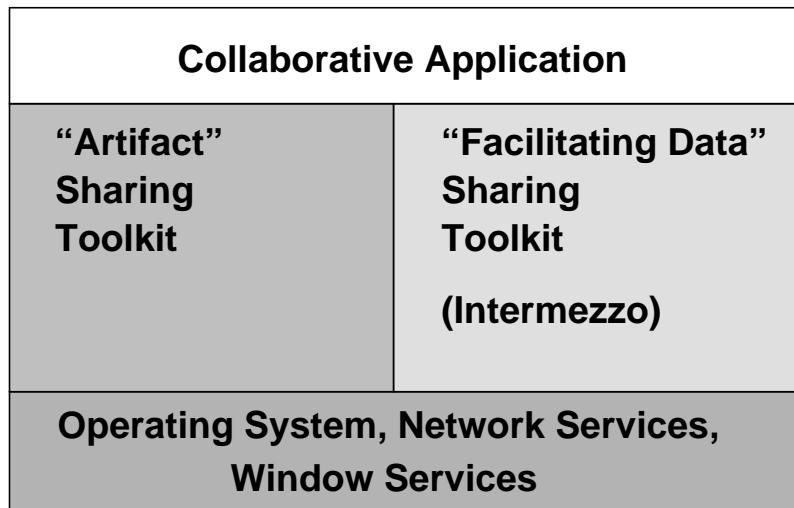 Collaborative Application
“Artifact”
Sharing
Toolkit
“Facilitating Data”
Sharing
Toolkit
(Intermezzo)
Operating System, Network Services,
Window Services